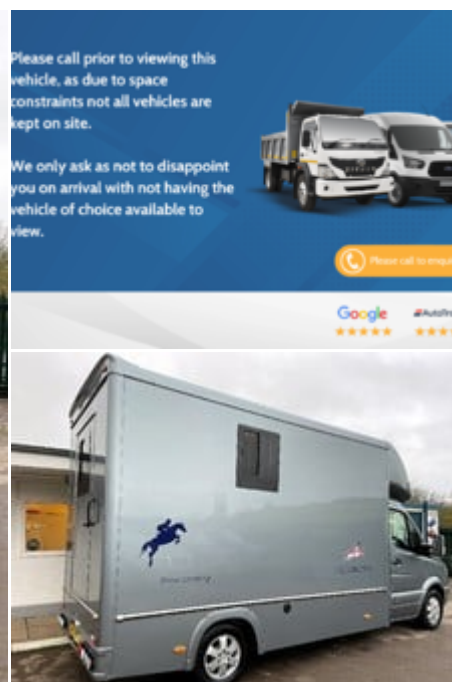 Please call prior to viewing this
vehicle, as due to space
constraints not all vehicles are
kept on site.
We only ask as not to disappoint
you on arrival with not having the
vehicle of choice available to
view.
Please call to enqui
Google